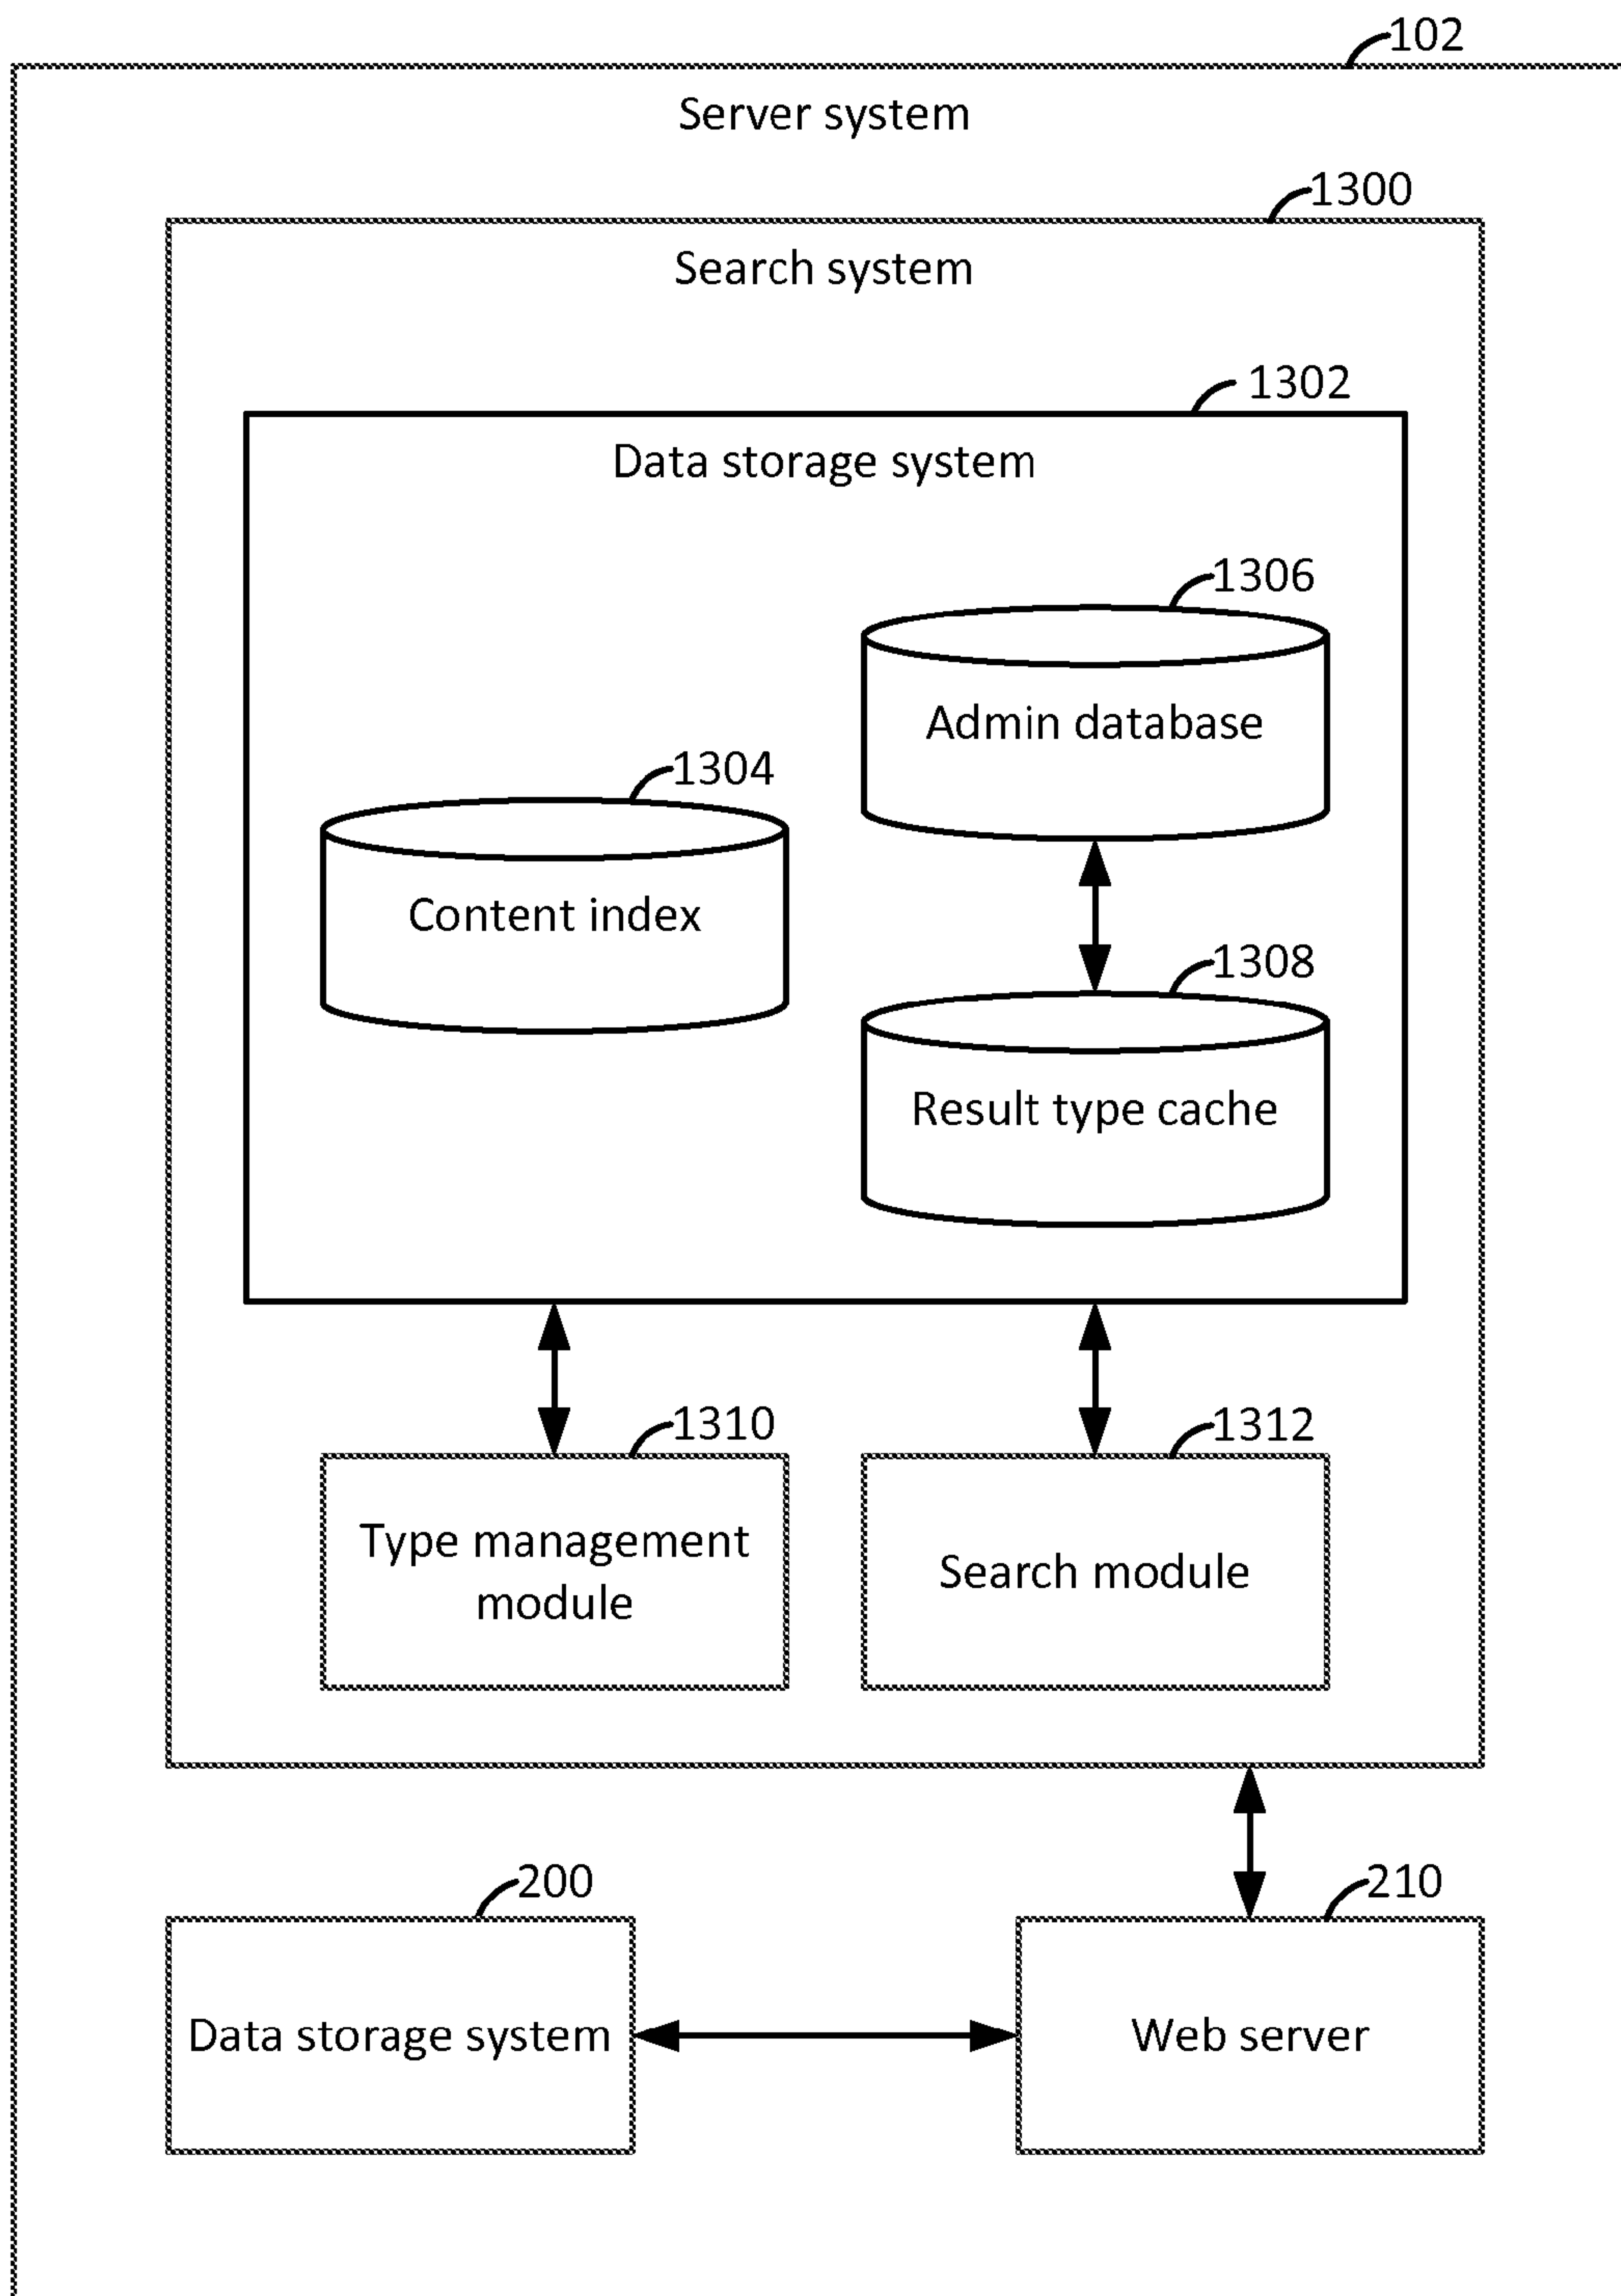 102
Server system
1300
Search system
1302
Data storage system
1306
Admin database
1304
Content index
1308
Result type cache
1310
1312
Type management
module
Search module
200
210
Data storage system
Web server